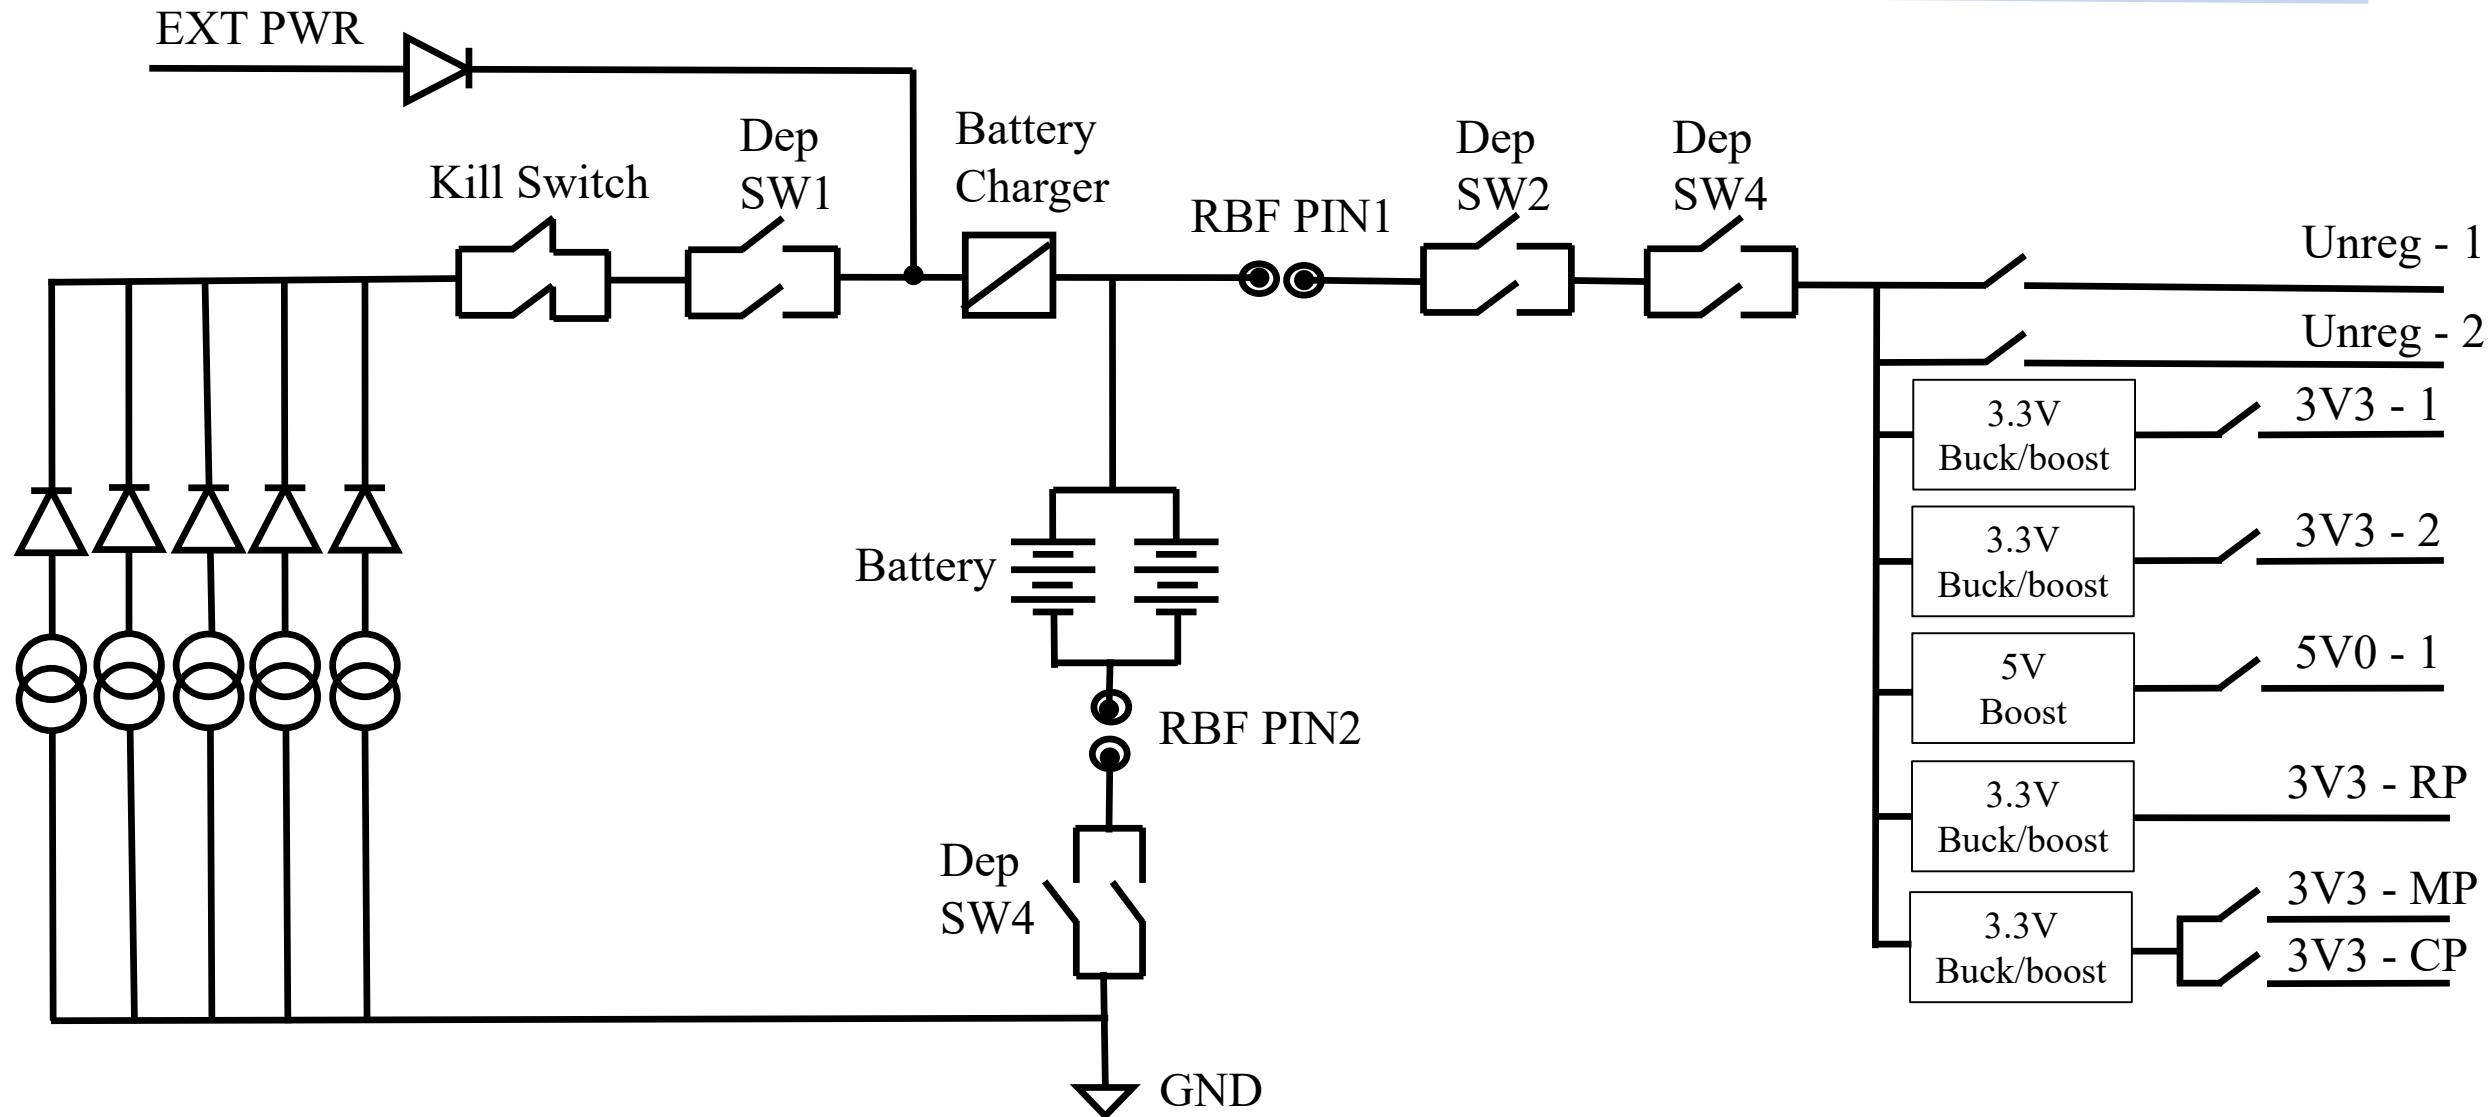 EXT PWR
Kill Switch
Dep
SW1
Battery
Charger
RBF PIN1
Dep
SW2
Dep
SW4
Unreg - 1
Unreg - 2
3.3V
Buck/boost
3V3 - 1
3.3V
Buck/boost
3V3 - 2
5V
Boost
5V0 - 1
3.3V
Buck/boost
3V3 - RP
3.3V
Buck/boost
3V3 - MP
3V3 - CP
Battery
RBF PIN2
Dep
SW4
GND